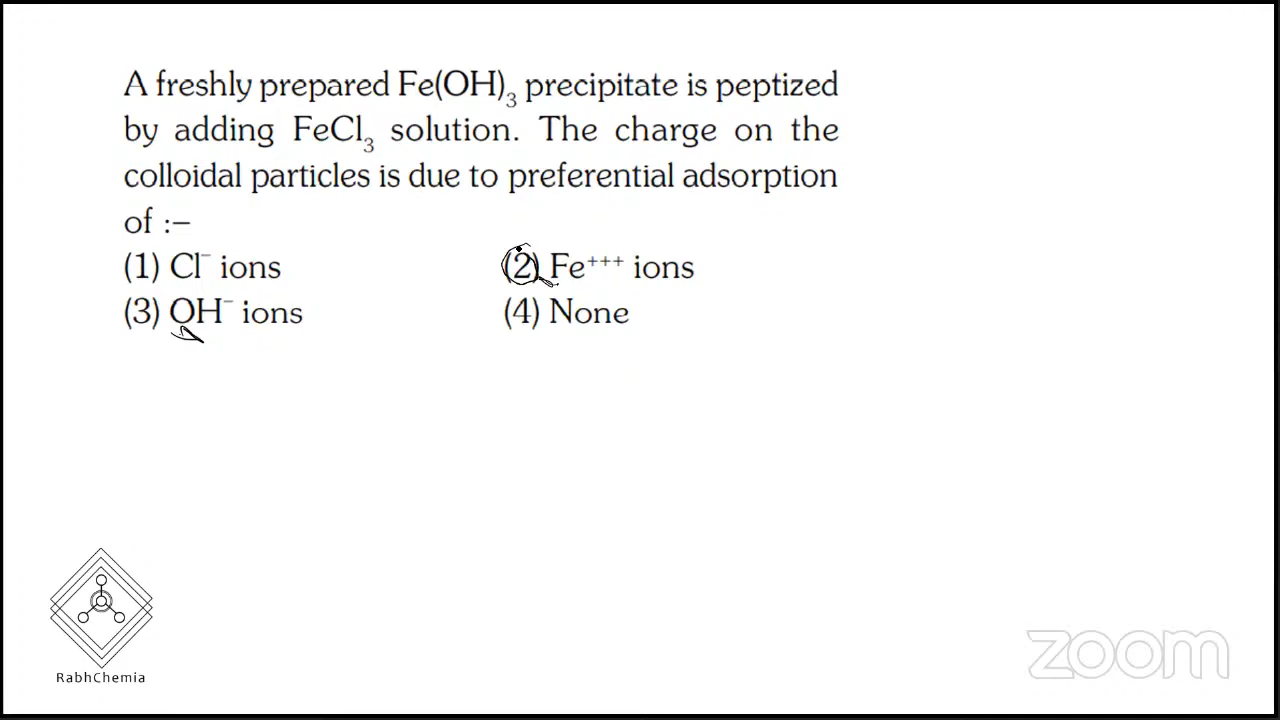 A freshly prepared Fe(OH)₃ precipitate is peptized
by adding FeCl₃ solution. The charge on the
colloidal particles is due to preferential adsorption
of :–
(1) Cl⁻ ions (2) Fe⁺⁺⁺ ions
(3) OH⁻ ions (4) None
RabhChemia
zoom